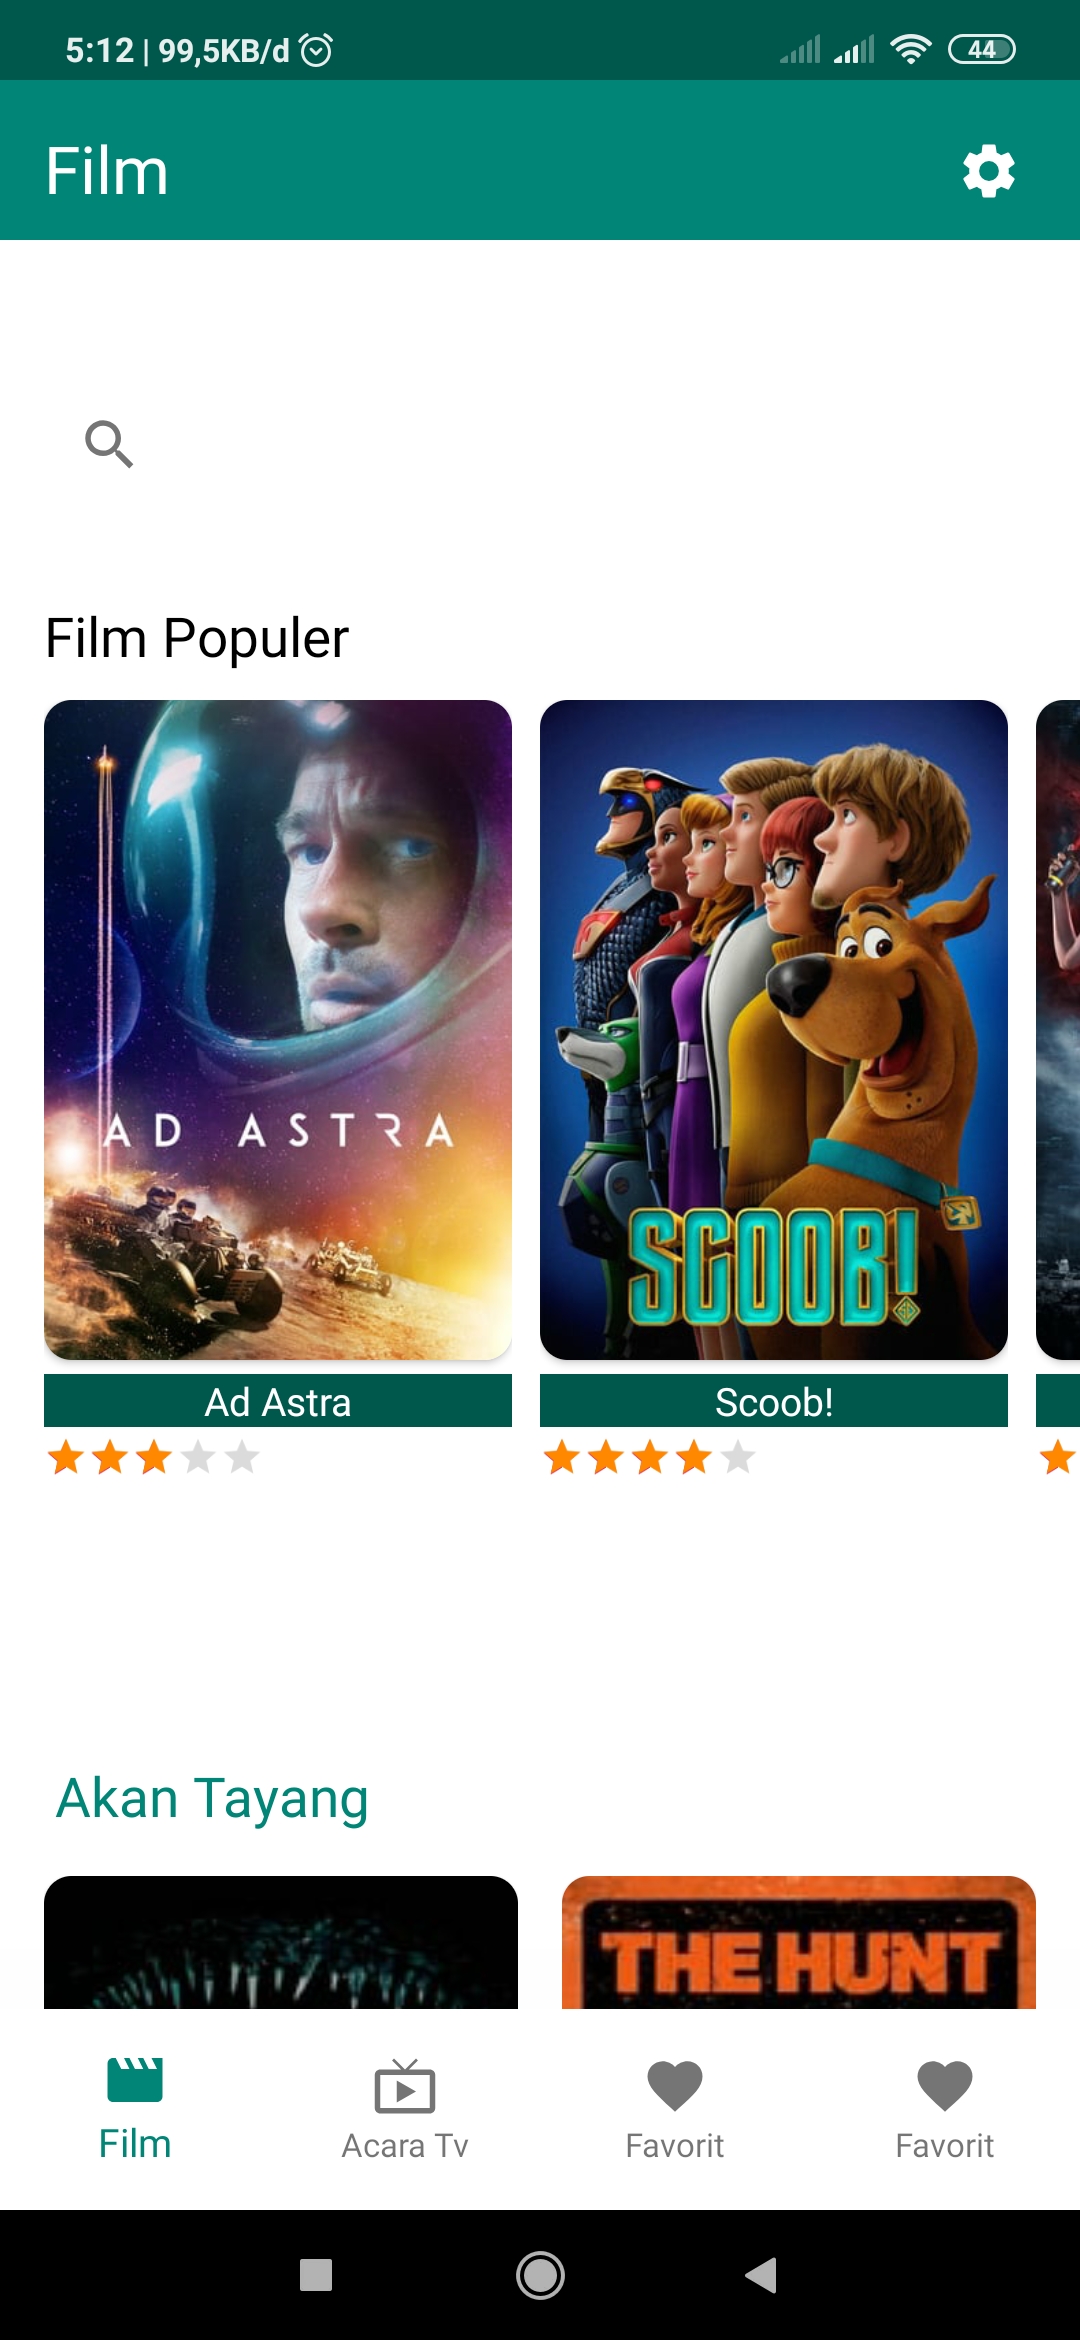 5:12 | 99,5KB/d
44
Film
Film Populer
AD ASTRA
SCOOB!
Ad Astra
Scoob!
Akan Tayang
THE HUNT
Film
Acara Tv
Favorit
Favorit